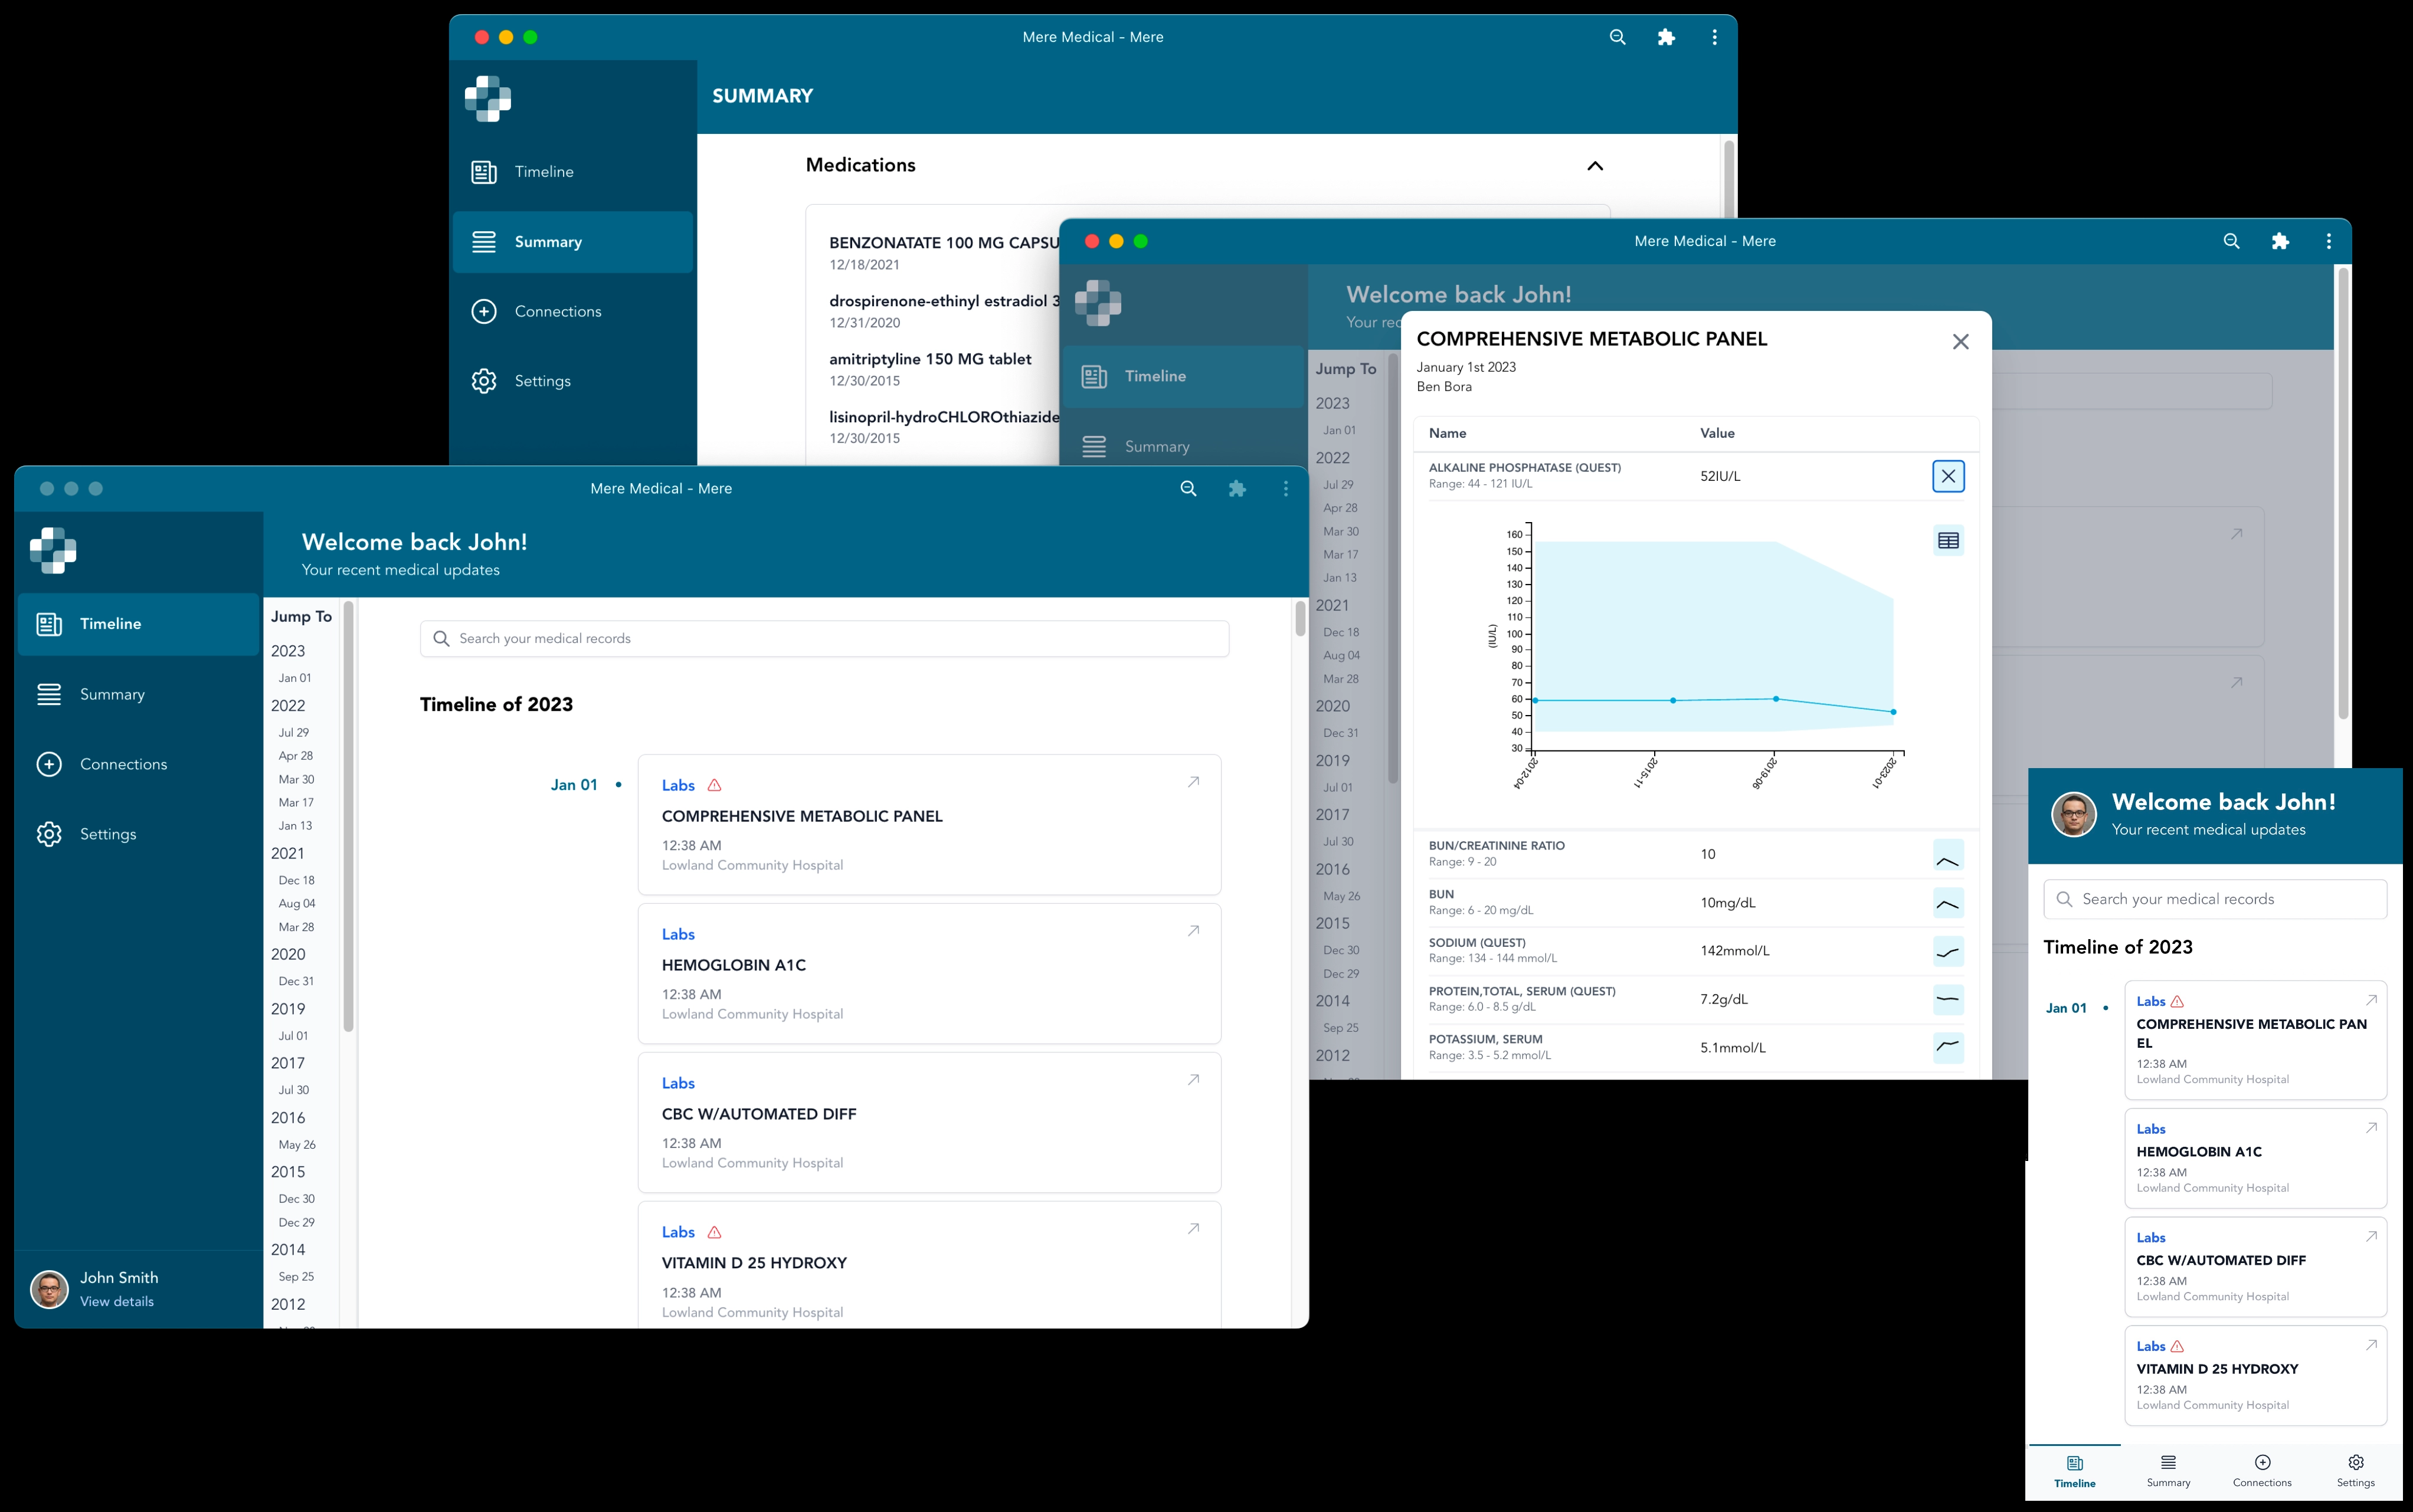 Mere Medical - Mere
SUMMARY
Timeline
Summary
Connections
Settings
Medications
BENZONATATE 100 MG CAPSU
12/18/2021
drospirenone-ethinyl estradiol 3
12/31/2020
amitriptyline 150 MG tablet
12/30/2015
lisinopril-hydroCHLOROthiazide
12/30/2015
Mere Medical - Mere
Welcome back John!
Your rec
Timeline
Summary
Jump To
2023
Jan 01
2022
Jul 29
Apr 28
Mar 30
Mar 17
Jan 13
2021
Dec 18
Aug 04
Mar 28
2020
Dec 31
2019
Jul 01
2017
Jul 30
2016
May 26
2015
Dec 30
Dec 29
2014
Sep 25
2012
COMPREHENSIVE METABOLIC PANEL
January 1st 2023
Ben Bora
Name Value
ALKALINE PHOSPHATASE (QUEST)
Range: 44 - 121 IU/L
52IU/L
(IU/L)
160
150
140
130
120
110
100
90
80
70
60
50
40
30
2012-04
2015-11
2019-06
2023-01
BUN/CREATININE RATIO
Range: 9 - 20
10
BUN
Range: 6 - 20 mg/dL
10mg/dL
SODIUM (QUEST)
Range: 134 - 144 mmol/L
142mmol/L
PROTEIN,TOTAL, SERUM (QUEST)
Range: 6.0 - 8.5 g/dL
7.2g/dL
POTASSIUM, SERUM
Range: 3.5 - 5.2 mmol/L
5.1mmol/L
Mere Medical - Mere
Welcome back John!
Your recent medical updates
Timeline
Summary
Connections
Settings
John Smith
View details
Jump To
2023
Jan 01
2022
Jul 29
Apr 28
Mar 30
Mar 17
Jan 13
2021
Dec 18
Aug 04
Mar 28
2020
Dec 31
2019
Jul 01
2017
Jul 30
2016
May 26
2015
Dec 30
Dec 29
2014
Sep 25
2012
Search your medical records
Timeline of 2023
Jan 01
Labs
COMPREHENSIVE METABOLIC PANEL
12:38 AM
Lowland Community Hospital
Labs
HEMOGLOBIN A1C
12:38 AM
Lowland Community Hospital
Labs
CBC W/AUTOMATED DIFF
12:38 AM
Lowland Community Hospital
Labs
VITAMIN D 25 HYDROXY
12:38 AM
Lowland Community Hospital
Welcome back John!
Your recent medical updates
Search your medical records
Timeline of 2023
Jan 01
Labs
COMPREHENSIVE METABOLIC PAN
EL
12:38 AM
Lowland Community Hospital
Labs
HEMOGLOBIN A1C
12:38 AM
Lowland Community Hospital
Labs
CBC W/AUTOMATED DIFF
12:38 AM
Lowland Community Hospital
Labs
VITAMIN D 25 HYDROXY
12:38 AM
Lowland Community Hospital
Timeline Summary Connections Settings